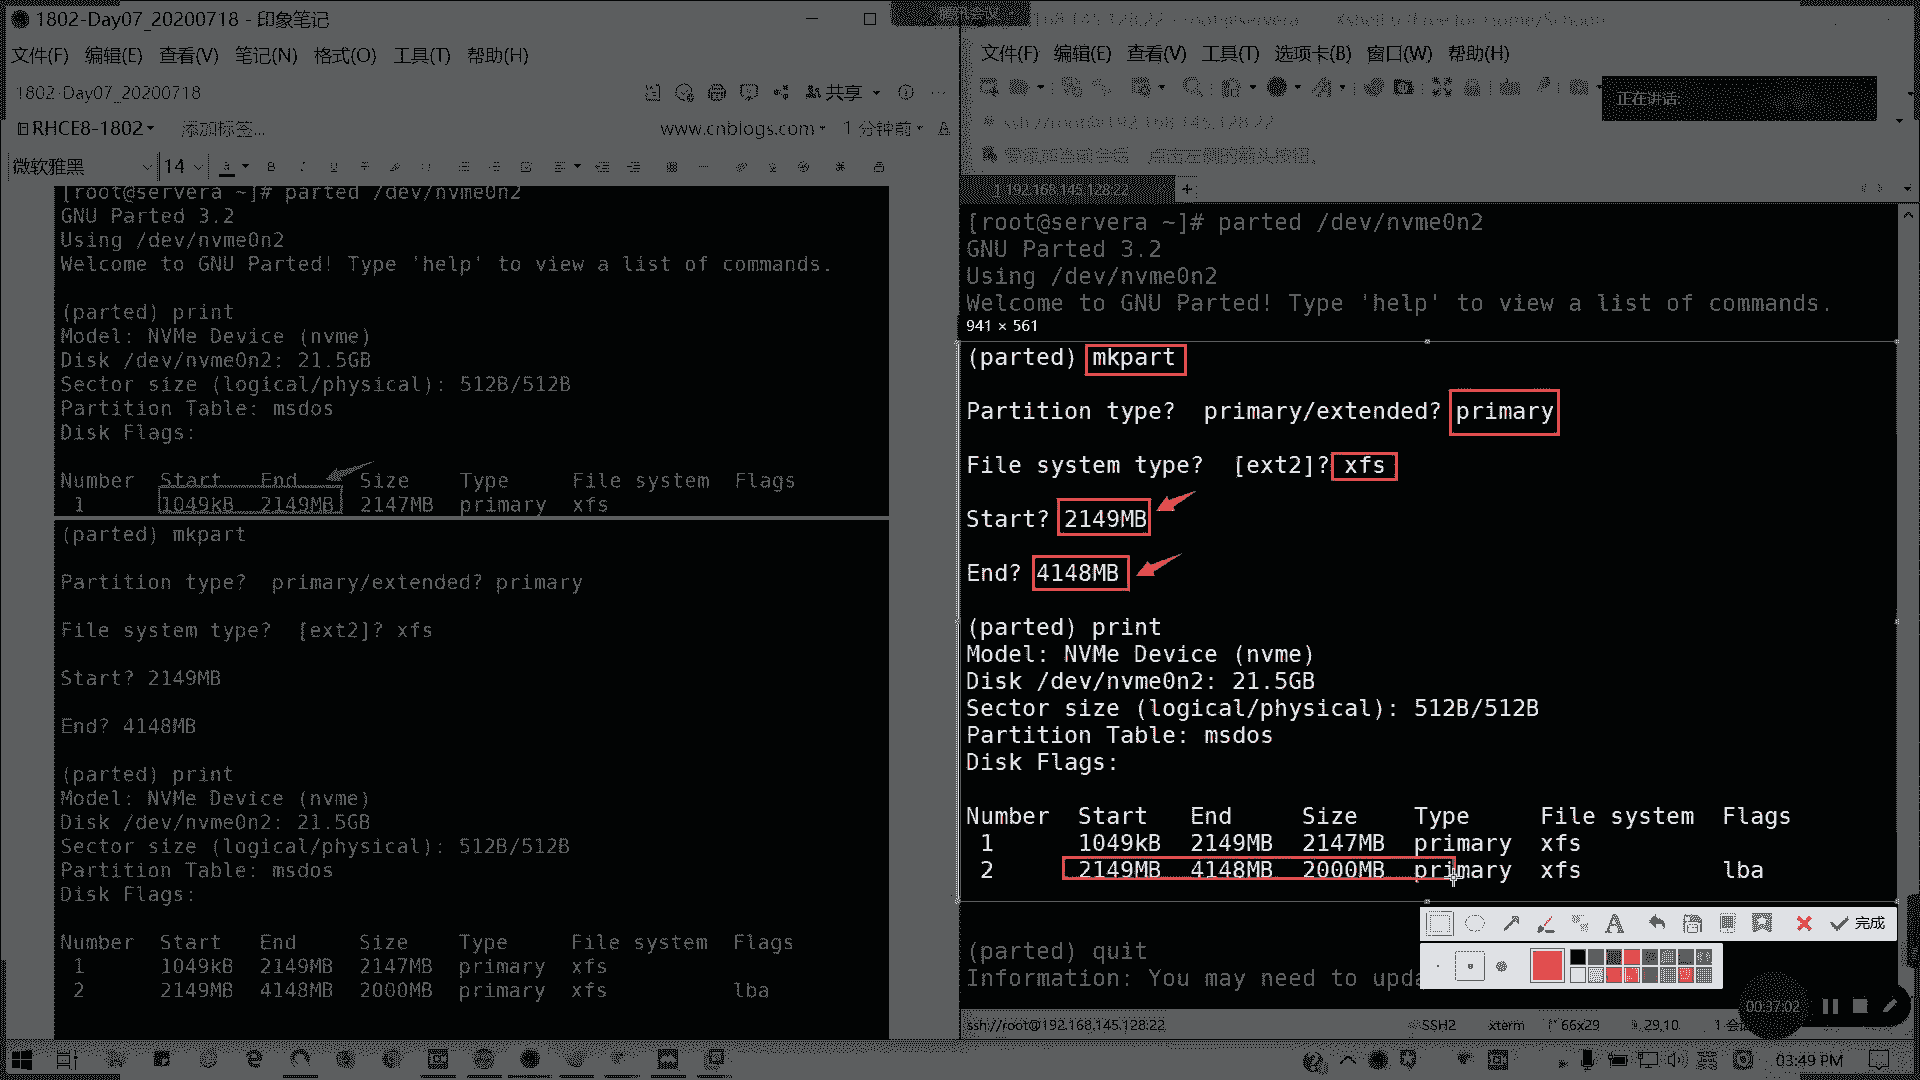 1802-Day07_20200718 - 印象笔记
文件(F) 编辑(E) 查看(V) 笔记(N) 格式(O) 工具(T) 帮助(H)
1802-Day07_20200718
共享
RHCE8-1802
添加标签...
www.cnblogs.com
1 分钟前
微软雅黑
14
[root@servera ~]# parted /dev/nvme0n2
GNU Parted 3.2
Using /dev/nvme0n2
Welcome to GNU Parted! Type 'help' to view a list of commands.
(parted) print
Model: NVMe Device (nvme)
Disk /dev/nvme0n2: 21.5GB
Sector size (logical/physical): 512B/512B
Partition Table: msdos
Disk Flags:
Number Start End Size Type File system Flags
1 1049kB 2149MB 2147MB primary xfs
(parted) mkpart
Partition type? primary/extended? primary
File system type? [ext2]? xfs
Start? 2149MB
End? 4148MB
(parted) print
Model: NVMe Device (nvme)
Disk /dev/nvme0n2: 21.5GB
Sector size (logical/physical): 512B/512B
Partition Table: msdos
Disk Flags:
Number Start End Size Type File system Flags
1 1049kB 2149MB 2147MB primary xfs
2 2149MB 4148MB 2000MB primary xfs lba
文件(F) 编辑(E) 查看(V) 工具(T) 选项卡(B) 窗口(W) 帮助(H)
正在讲话:
ssh://root@192.168.145.128:22
1 192.168.145.128:22
[root@servera ~]# parted /dev/nvme0n2
GNU Parted 3.2
Using /dev/nvme0n2
Welcome to GNU Parted! Type 'help' to view a list of commands.
941 × 561
(parted) mkpart
Partition type? primary/extended? primary
File system type? [ext2]? xfs
Start? 2149MB
End? 4148MB
(parted) print
Model: NVMe Device (nvme)
Disk /dev/nvme0n2: 21.5GB
Sector size (logical/physical): 512B/512B
Partition Table: msdos
Disk Flags:
Number Start End Size Type File system Flags
1 1049kB 2149MB 2147MB primary xfs
2 2149MB 4148MB 2000MB primary xfs lba
完成
(parted) quit
Information: You may need to upda
00:37:02
ssh://root@192.168.145.128:22
SSH2
xterm
66x29
29,10
03:49 PM